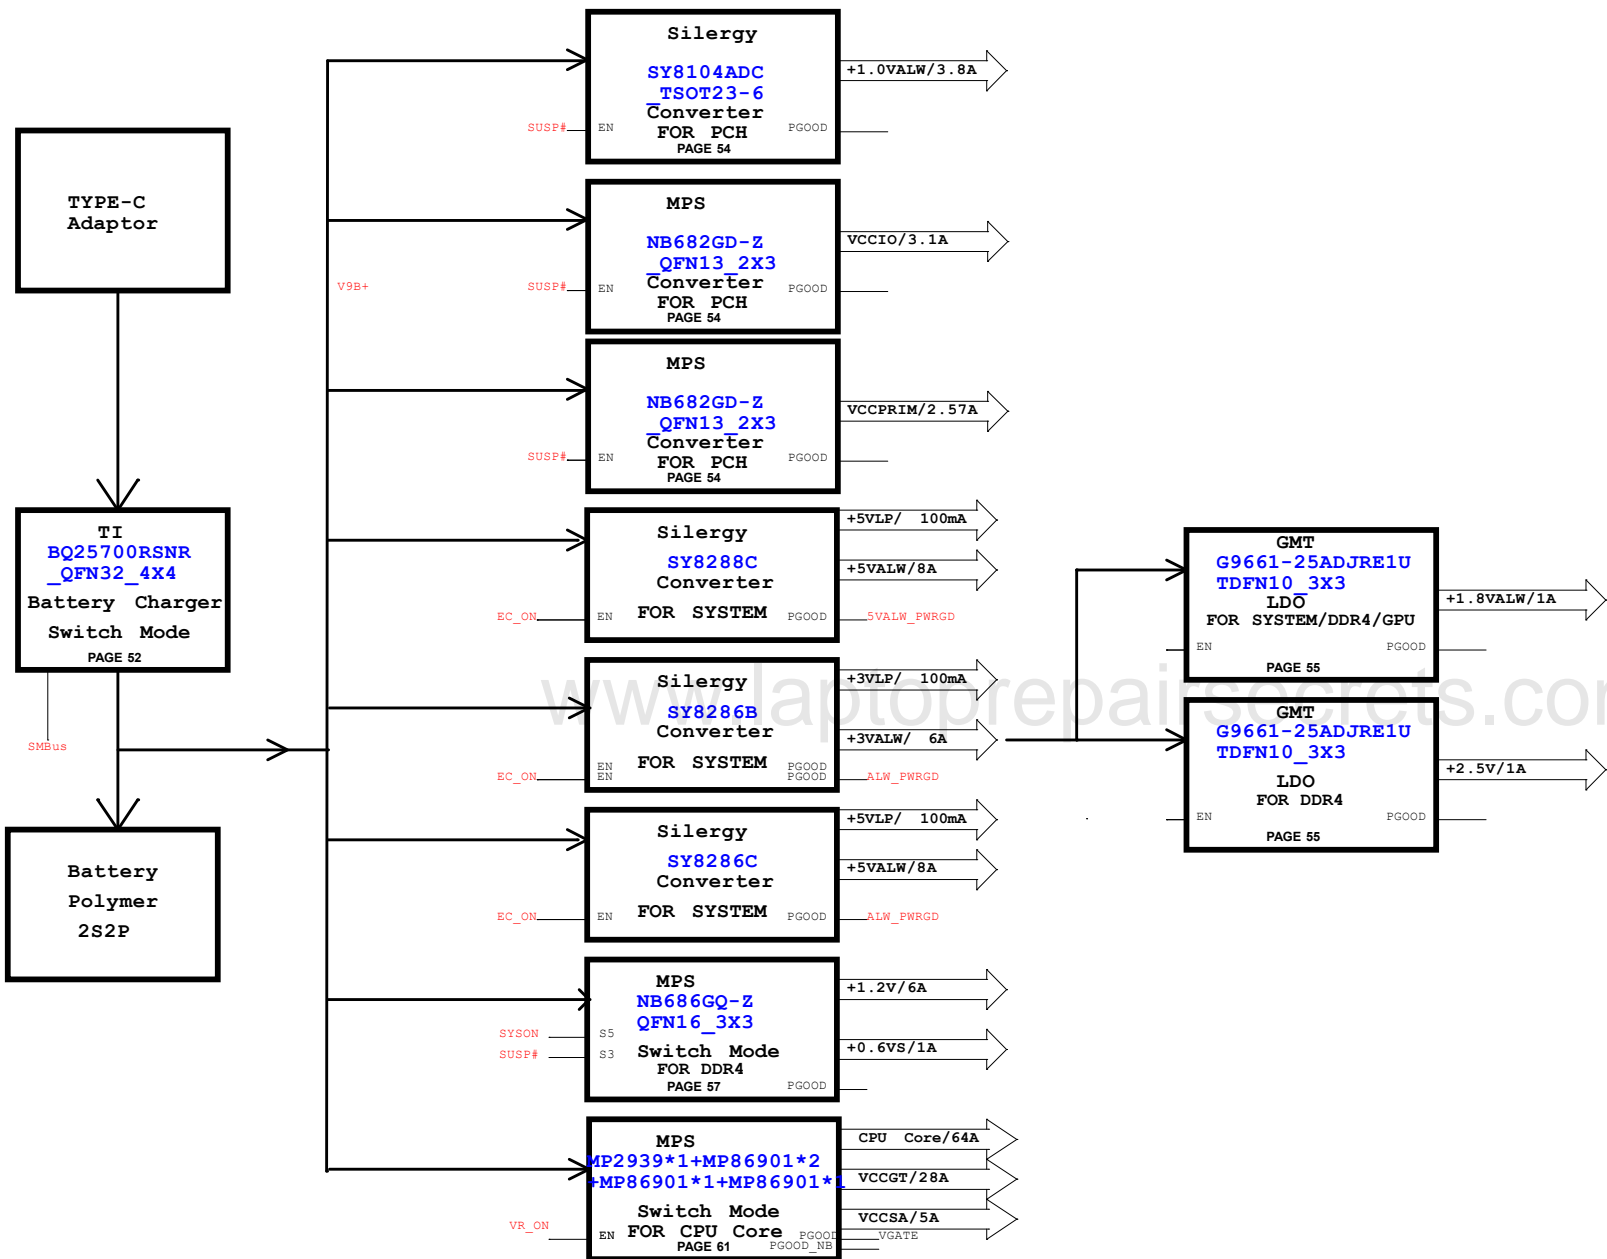 TYPE-C
Adaptor
TI
BQ25700RSNR
_QFN32_4X4
Battery Charger
Switch Mode
PAGE 52
SMBus
Battery
Polymer
2S2P
V9B+
Silergy
SY8104ADC
_TSOT23-6
Converter
FOR PCH
PAGE 54
SUSP#
EN
PGOOD
+1.0VALW/3.8A
MPS
NB682GD-Z
_QFN13_2X3
Converter
FOR PCH
PAGE 54
SUSP#
EN
PGOOD
VCCIO/3.1A
MPS
NB682GD-Z
_QFN13_2X3
Converter
FOR PCH
PAGE 54
SUSP#
EN
PGOOD
VCCPRIM/2.57A
Silergy
SY8288C
Converter
FOR SYSTEM
EC_ON
EN
PGOOD
5VALW_PWRGD
+5VLP/ 100mA
+5VALW/8A
Silergy
SY8286B
Converter
FOR SYSTEM
EC_ON
EN
EN
PGOOD
PGOOD
ALW_PWRGD
+3VLP/ 100mA
+3VALW/ 6A
Silergy
SY8286C
Converter
FOR SYSTEM
EC_ON
EN
PGOOD
ALW_PWRGD
+5VLP/ 100mA
+5VALW/8A
MPS
NB686GQ-Z
QFN16_3X3
Switch Mode
FOR DDR4
PAGE 57
SYSON
S5
SUSP#
S3
PGOOD
+1.2V/6A
+0.6VS/1A
MPS
MP2939*1+MP86901*2
+MP86901*1+MP86901*1
Switch Mode
FOR CPU Core
PAGE 61
VR_ON
EN
PGOOD
VGATE
PGOOD_NB
CPU Core/64A
VCCGT/28A
VCCSA/5A
GMT
G9661-25ADJRE1U
TDFN10_3X3
LDO
FOR SYSTEM/DDR4/GPU
EN
PGOOD
PAGE 55
+1.8VALW/1A
GMT
G9661-25ADJRE1U
TDFN10_3X3
LDO
FOR DDR4
EN
PGOOD
PAGE 55
+2.5V/1A
www.laptoprepairsecrets.com